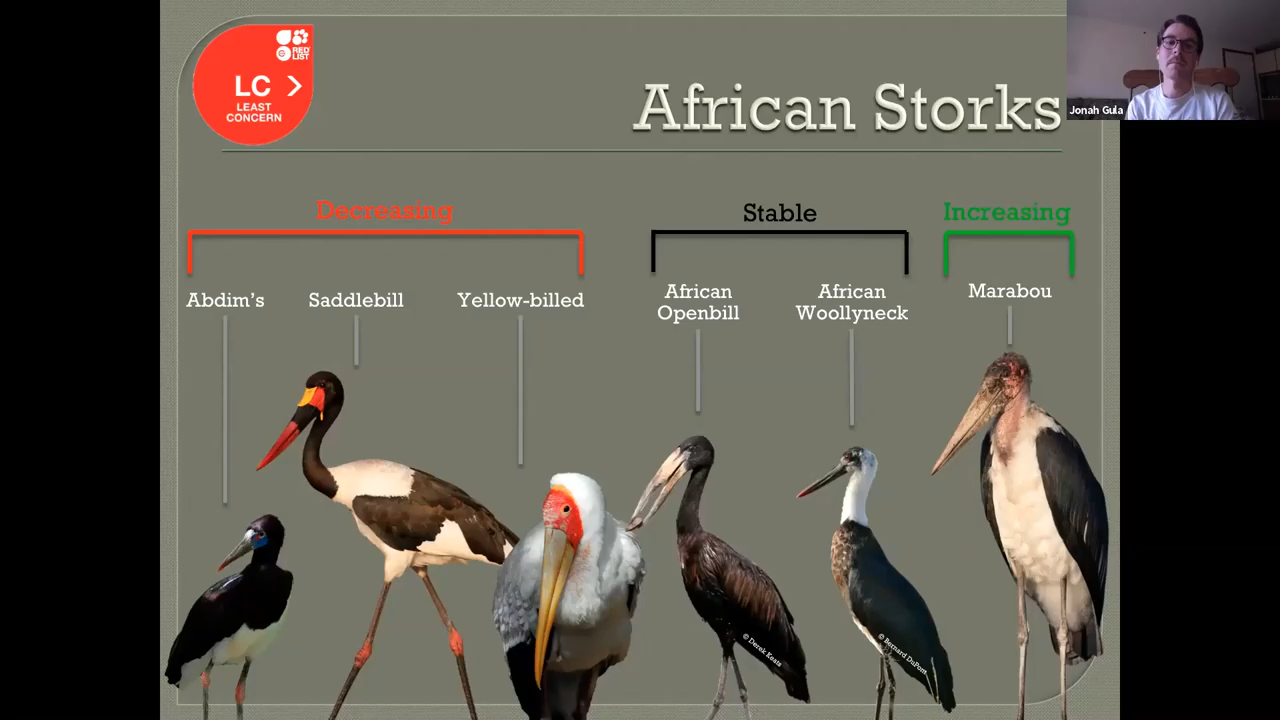 RED
LIST
LC
LEAST
CONCERN
African Storks
Jonah Gula
Decreasing
Stable
Increasing
Abdim's
Saddlebill
Yellow-billed
African
Openbill
African
Woollyneck
Marabou
© Derek Keats
© Bernard DuPont